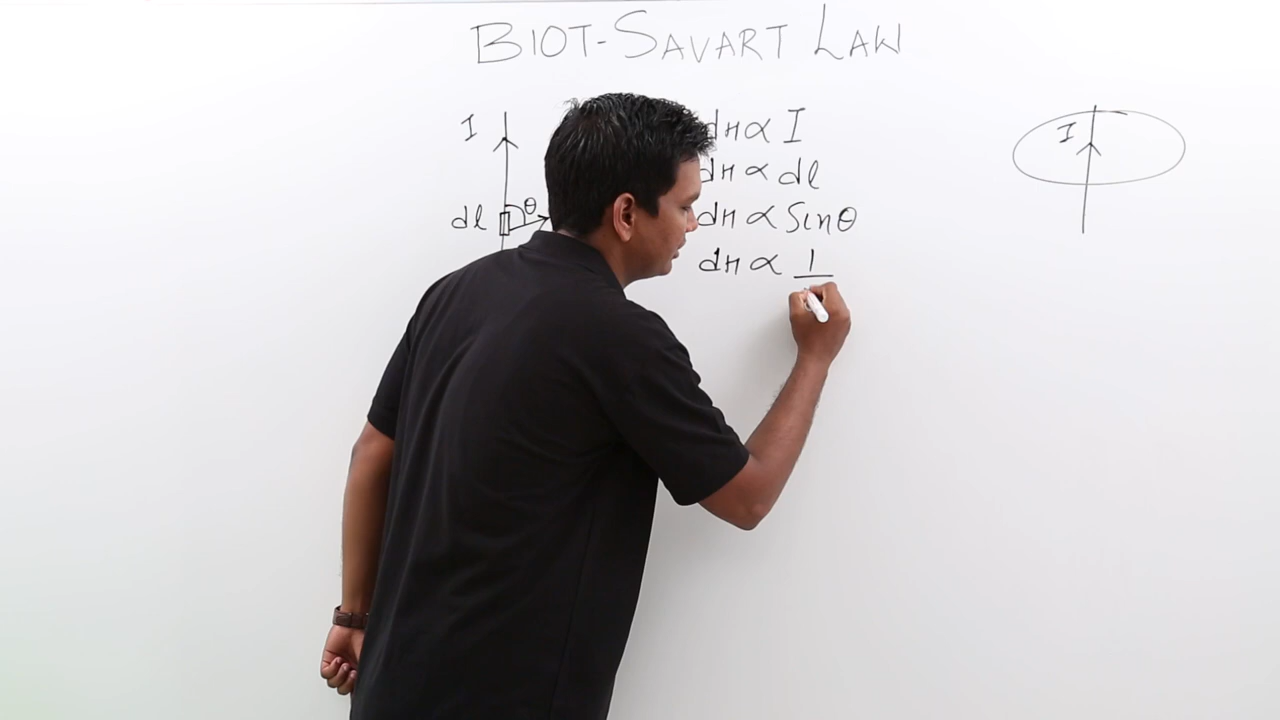 BIOT-SAVART LAW
I
dl
θ
dH α I
dH α dl
dH α Sinθ
dH α 1
I